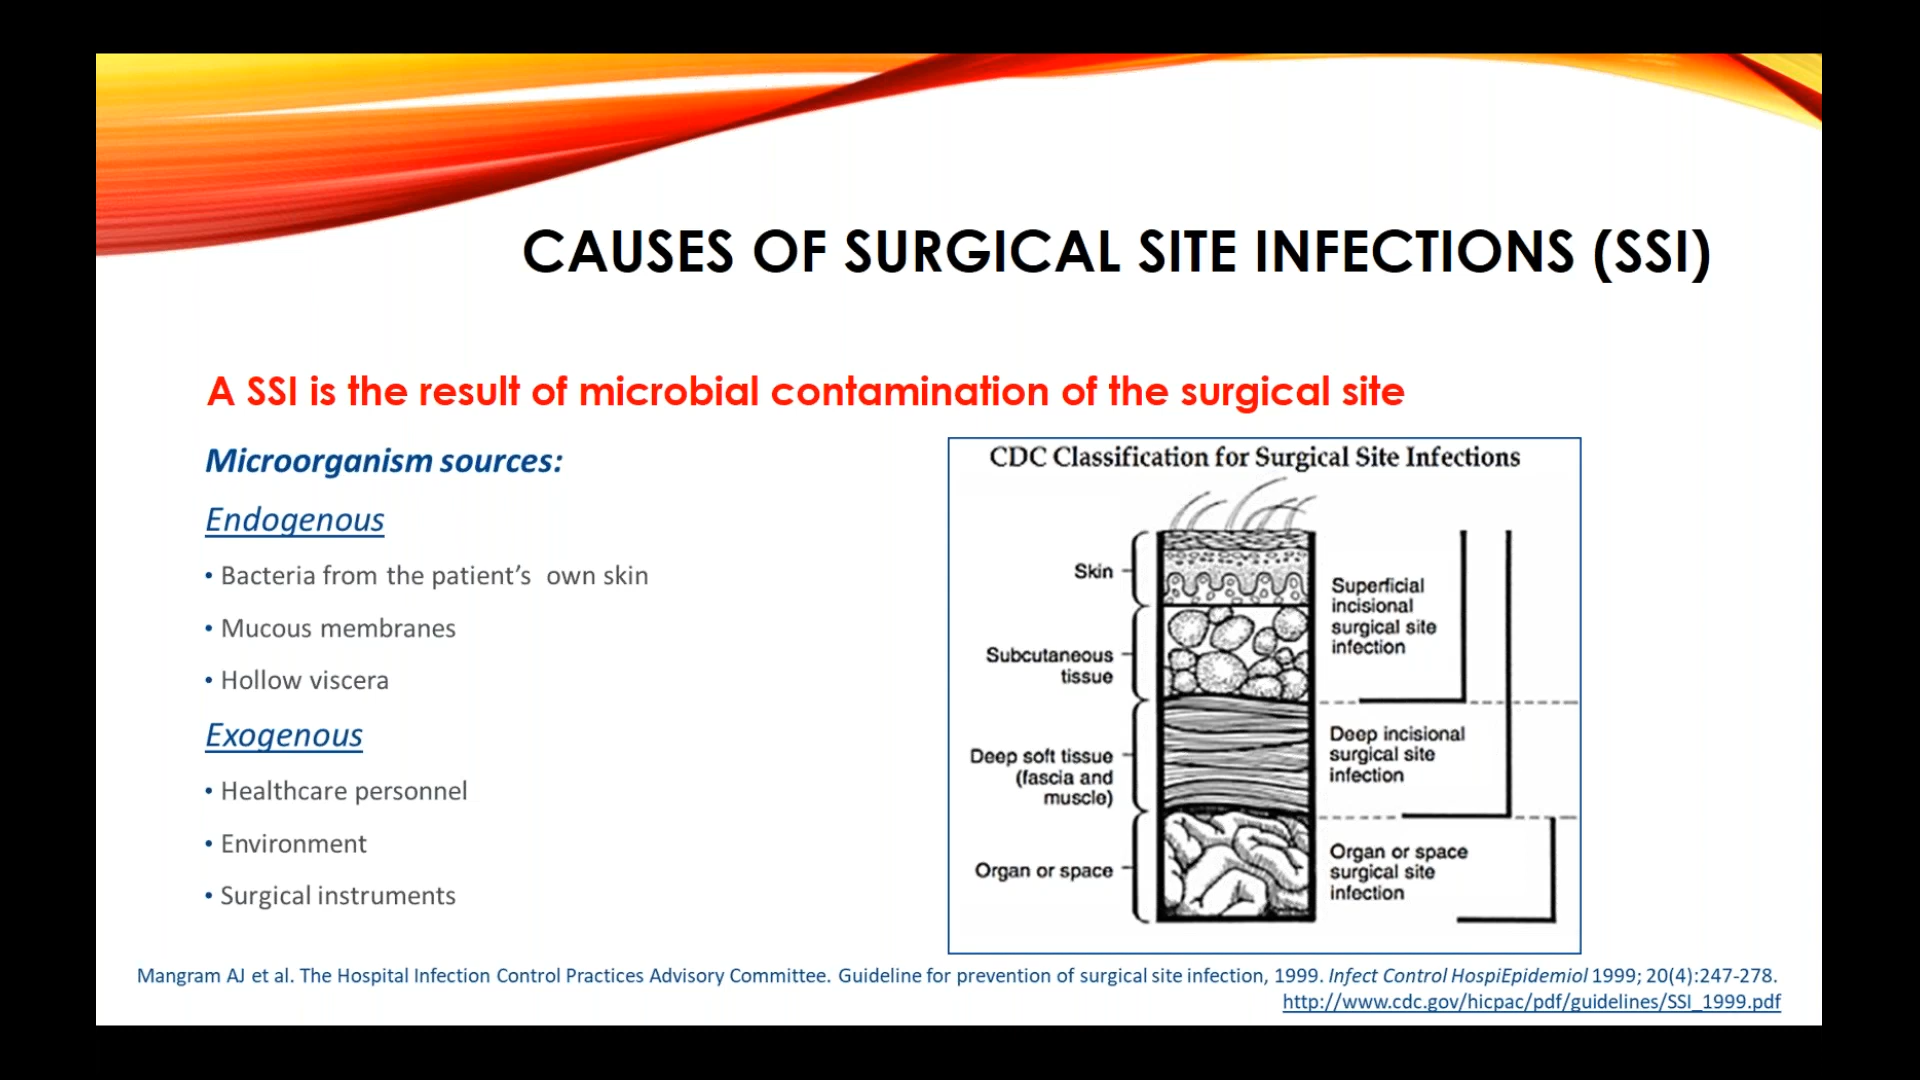 CAUSES OF SURGICAL SITE INFECTIONS (SSI)
A SSI is the result of microbial contamination of the surgical site
Microorganism sources:
Endogenous
• Bacteria from the patient’s own skin
• Mucous membranes
• Hollow viscera
Exogenous
• Healthcare personnel
• Environment
• Surgical instruments
CDC Classification for Surgical Site Infections
Skin
Subcutaneous
tissue
Deep soft tissue
(fascia and
muscle)
Organ or space
Superficial
incisional
surgical site
infection
Deep incisional
surgical site
infection
Organ or space
surgical site
infection
Mangram AJ et al. The Hospital Infection Control Practices Advisory Committee. Guideline for prevention of surgical site infection, 1999. Infect Control HospiEpidemiol 1999; 20(4):247-278.
http://www.cdc.gov/hicpac/pdf/guidelines/SSI_1999.pdf